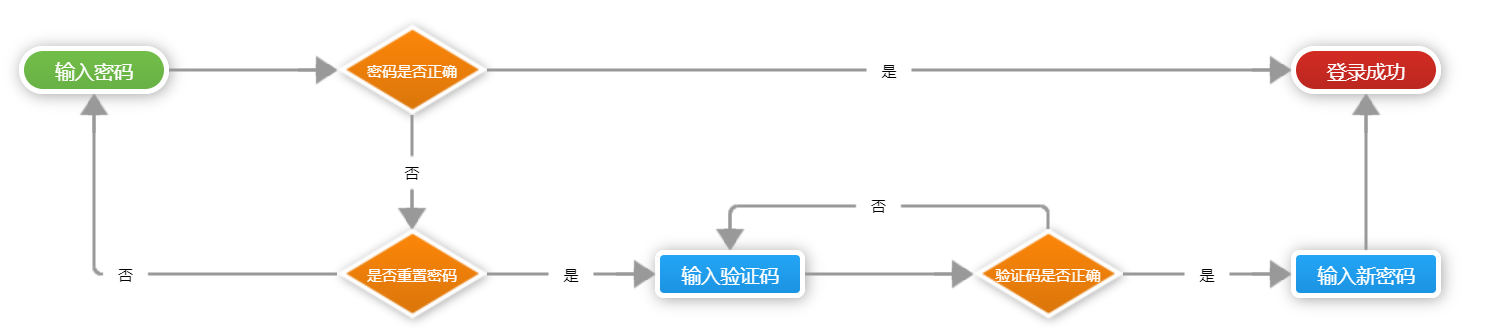 输入密码
密码是否正确
是
登录成功
否
否
否
是否重置密码
是
输入验证码
验证码是否正确
是
输入新密码